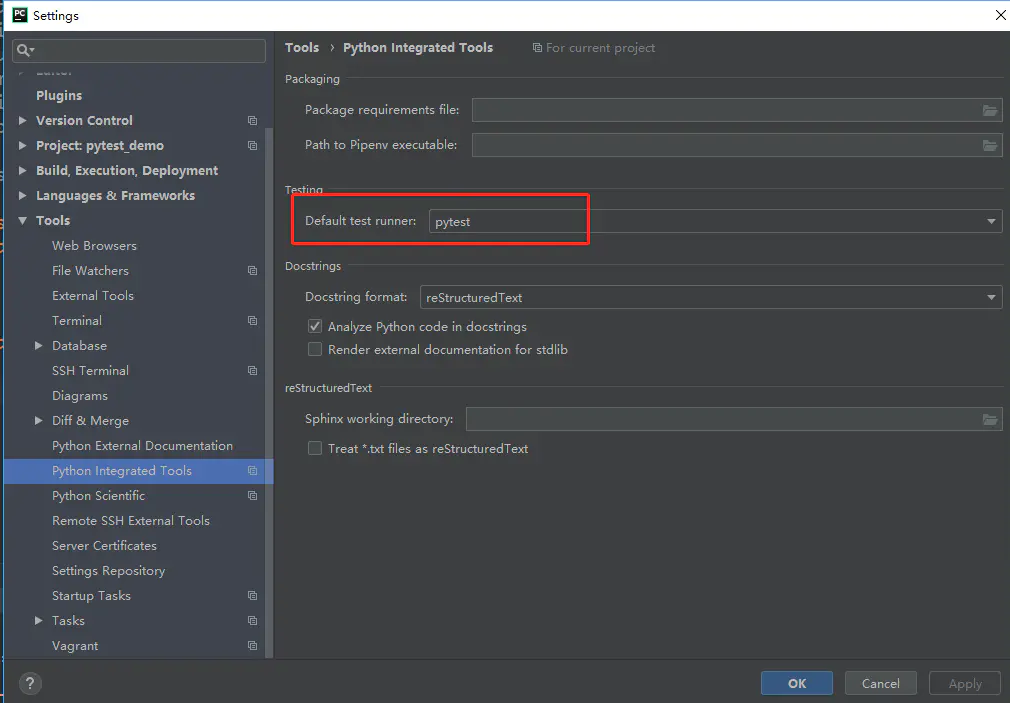 PC Settings
Tools › Python Integrated Tools For current project
Plugins
Version Control
Project: pytest_demo
Build, Execution, Deployment
Languages & Frameworks
Tools
Web Browsers
File Watchers
External Tools
Terminal
Database
SSH Terminal
Diagrams
Diff & Merge
Python External Documentation
Python Integrated Tools
Python Scientific
Remote SSH External Tools
Server Certificates
Settings Repository
Startup Tasks
Tasks
Vagrant
Packaging
Package requirements file:
Path to Pipenv executable:
Testing
Default test runner: pytest
Docstrings
Docstring format: reStructuredText
Analyze Python code in docstrings
Render external documentation for stdlib
reStructuredText
Sphinx working directory:
Treat *.txt files as reStructuredText
? OK Cancel Apply